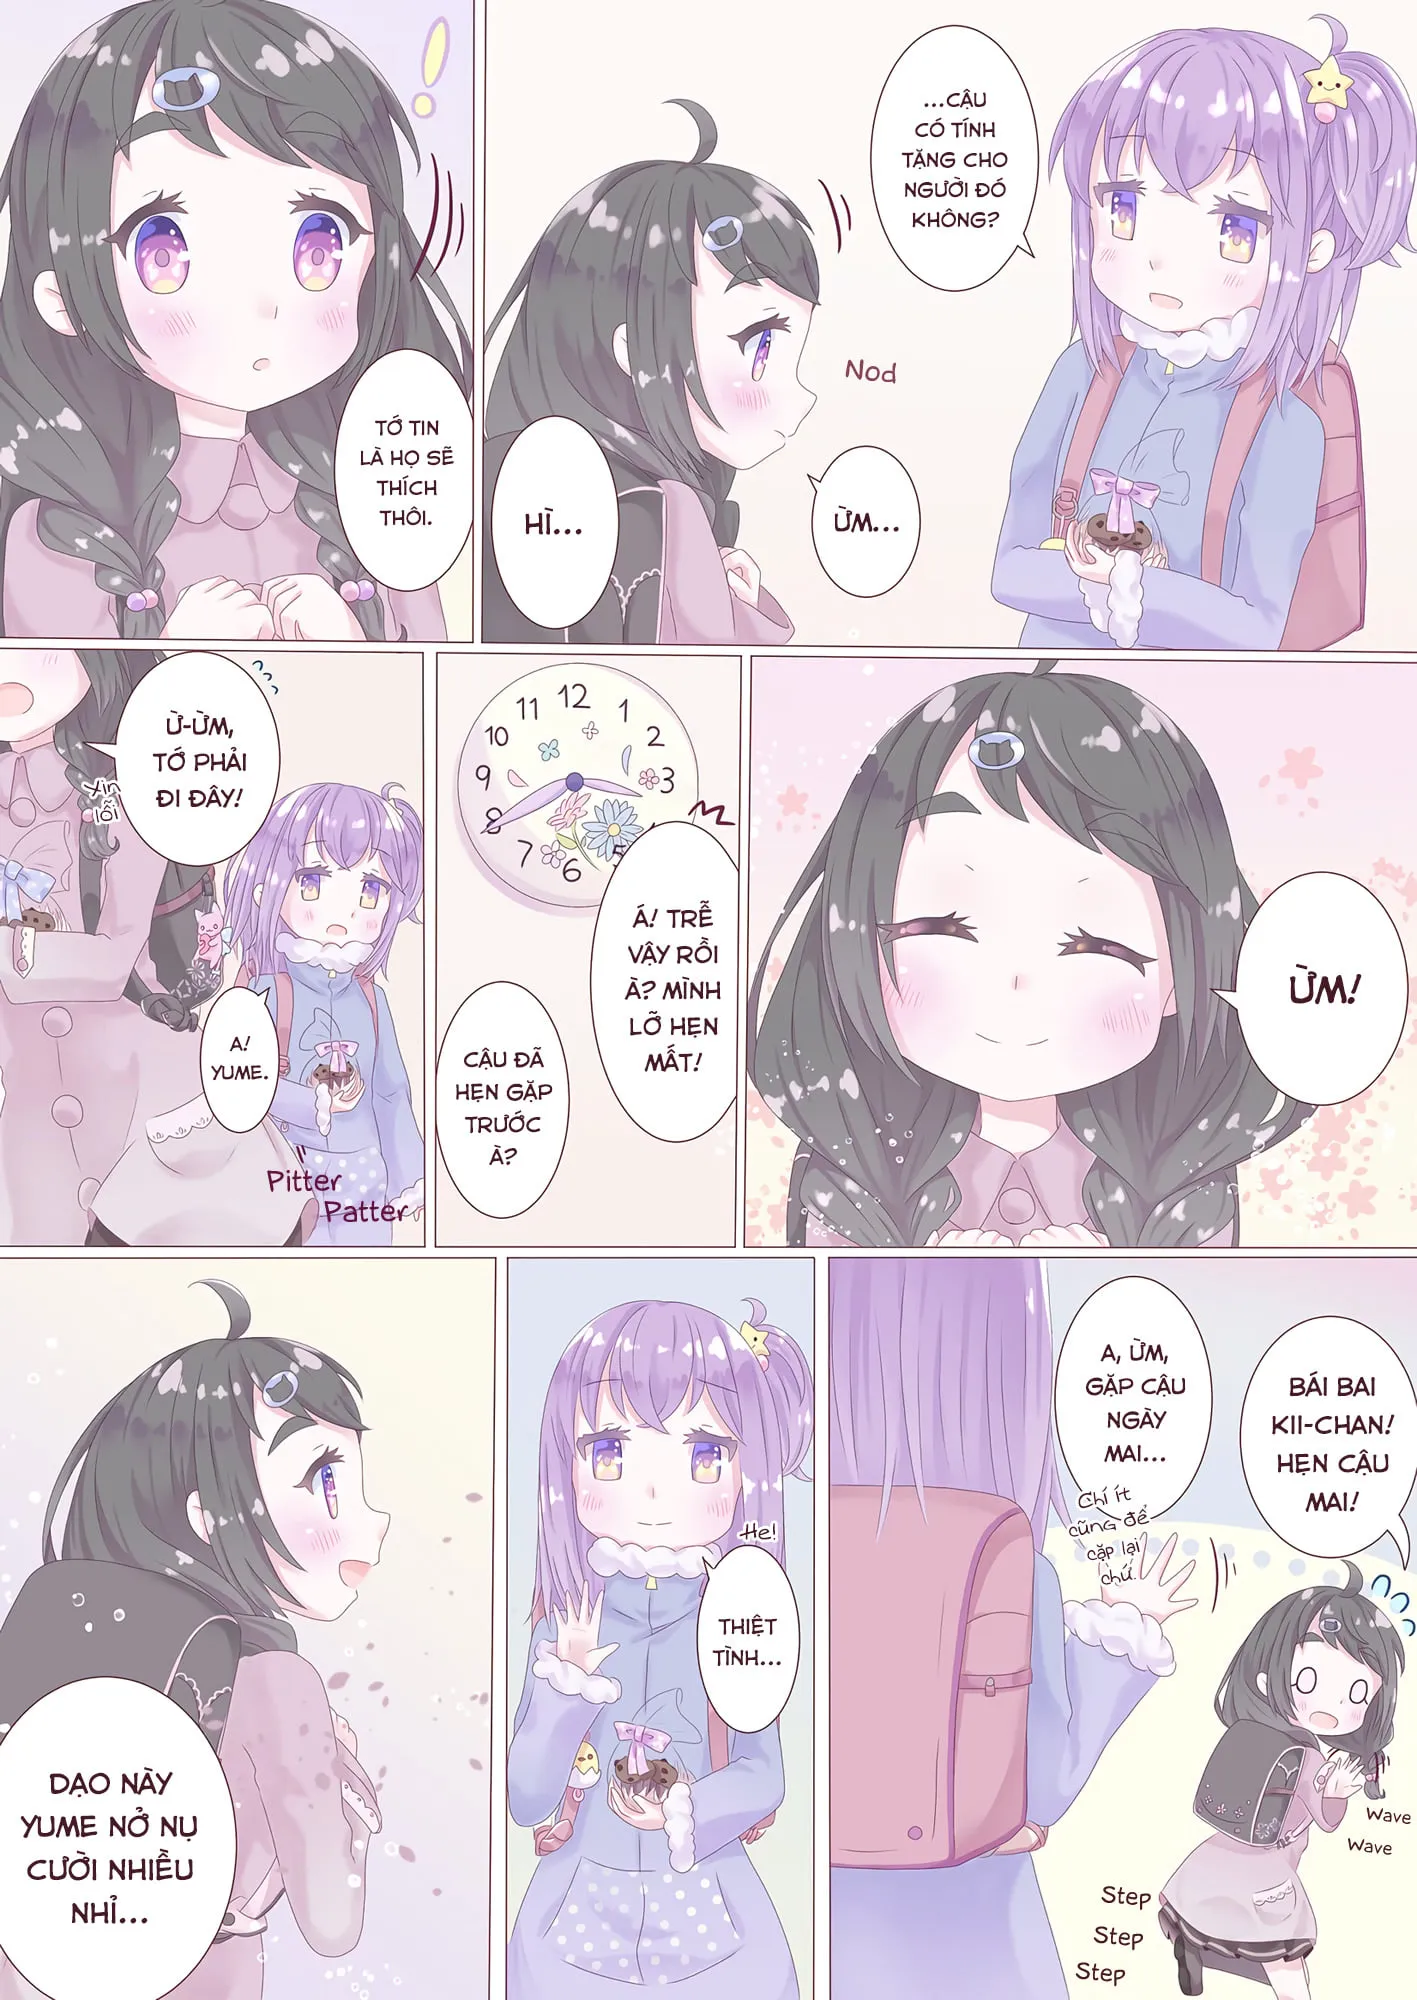 ...CẬU
CÓ TÍNH
TẶNG CHO
NGƯỜI ĐÓ
KHÔNG?
Nod
ỪM...
HÌ...
TỚ TIN
LÀ HỌ SẼ
THÍCH
THÔI.
ỪM!
12
1
2
3
4
5
6
7
8
9
10
11
Á! TRỄ
VẬY RỒI
À? MÌNH
LỠ HẸN
MẤT!
CẬU ĐÃ
HẸN GẶP
TRƯỚC
À?
Ừ-ỪM,
TỚ PHẢI
ĐI ĐÂY!
Xin
lỗi
A!
YUME.
Pitter
Patter
BÁI BAI
KII-CHAN!
HẸN CẬU
MAI!
A, ỪM,
GẶP CẬU
NGÀY
MAI...
Chí ít
cũng để
cặp lại
chứ.
Wave
Wave
Step
Step
Step
He!
THIỆT
TÌNH...
DẠO NÀY
YUME NỞ NỤ
CƯỜI NHIỀU
NHỈ...